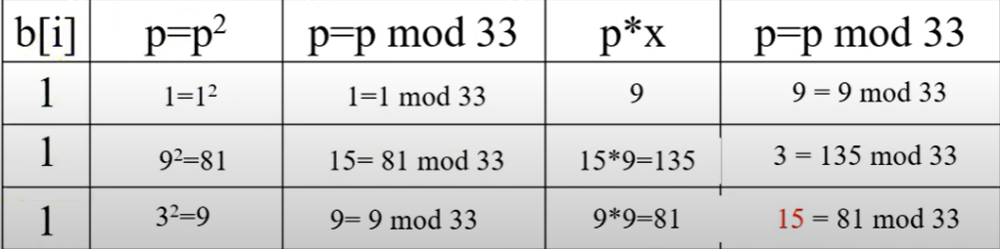 b[i] p=p² p=p mod 33 p*x p=p mod 33
1 1=1² 1=1 mod 33 9 9 = 9 mod 33
1 9²=81 15= 81 mod 33 15*9=135 3 = 135 mod 33
1 3²=9 9= 9 mod 33 9*9=81 15 = 81 mod 33